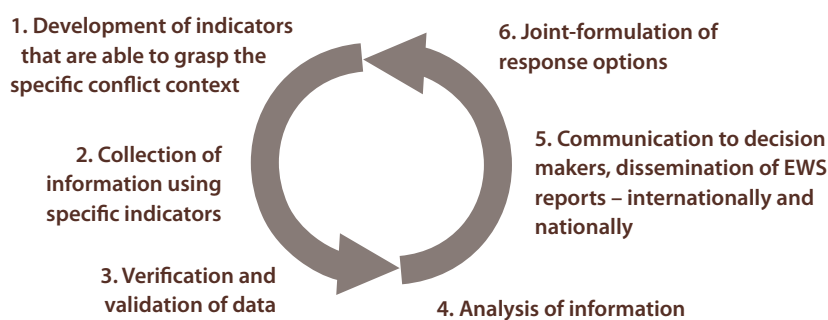 1. Development of indicators
that are able to grasp the
specific conflict context
2. Collection of
information using
specific indicators
3. Verification and
validation of data
4. Analysis of information
5. Communication to decision
makers, dissemination of EWS
reports – internationally and
nationally
6. Joint-formulation of
response options